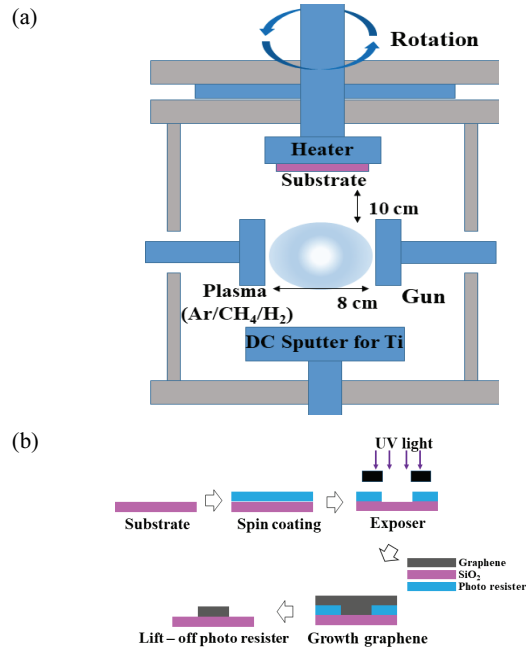 (a)
Rotation
Heater
Substrate
10 cm
Plasma
(Ar/CH₄/H₂)
8 cm
Gun
DC Sputter for Ti
(b)
UV light
Substrate
Spin coating
Exposer
Graphene
SiO₂
Photo resister
Lift – off photo resister
Growth graphene